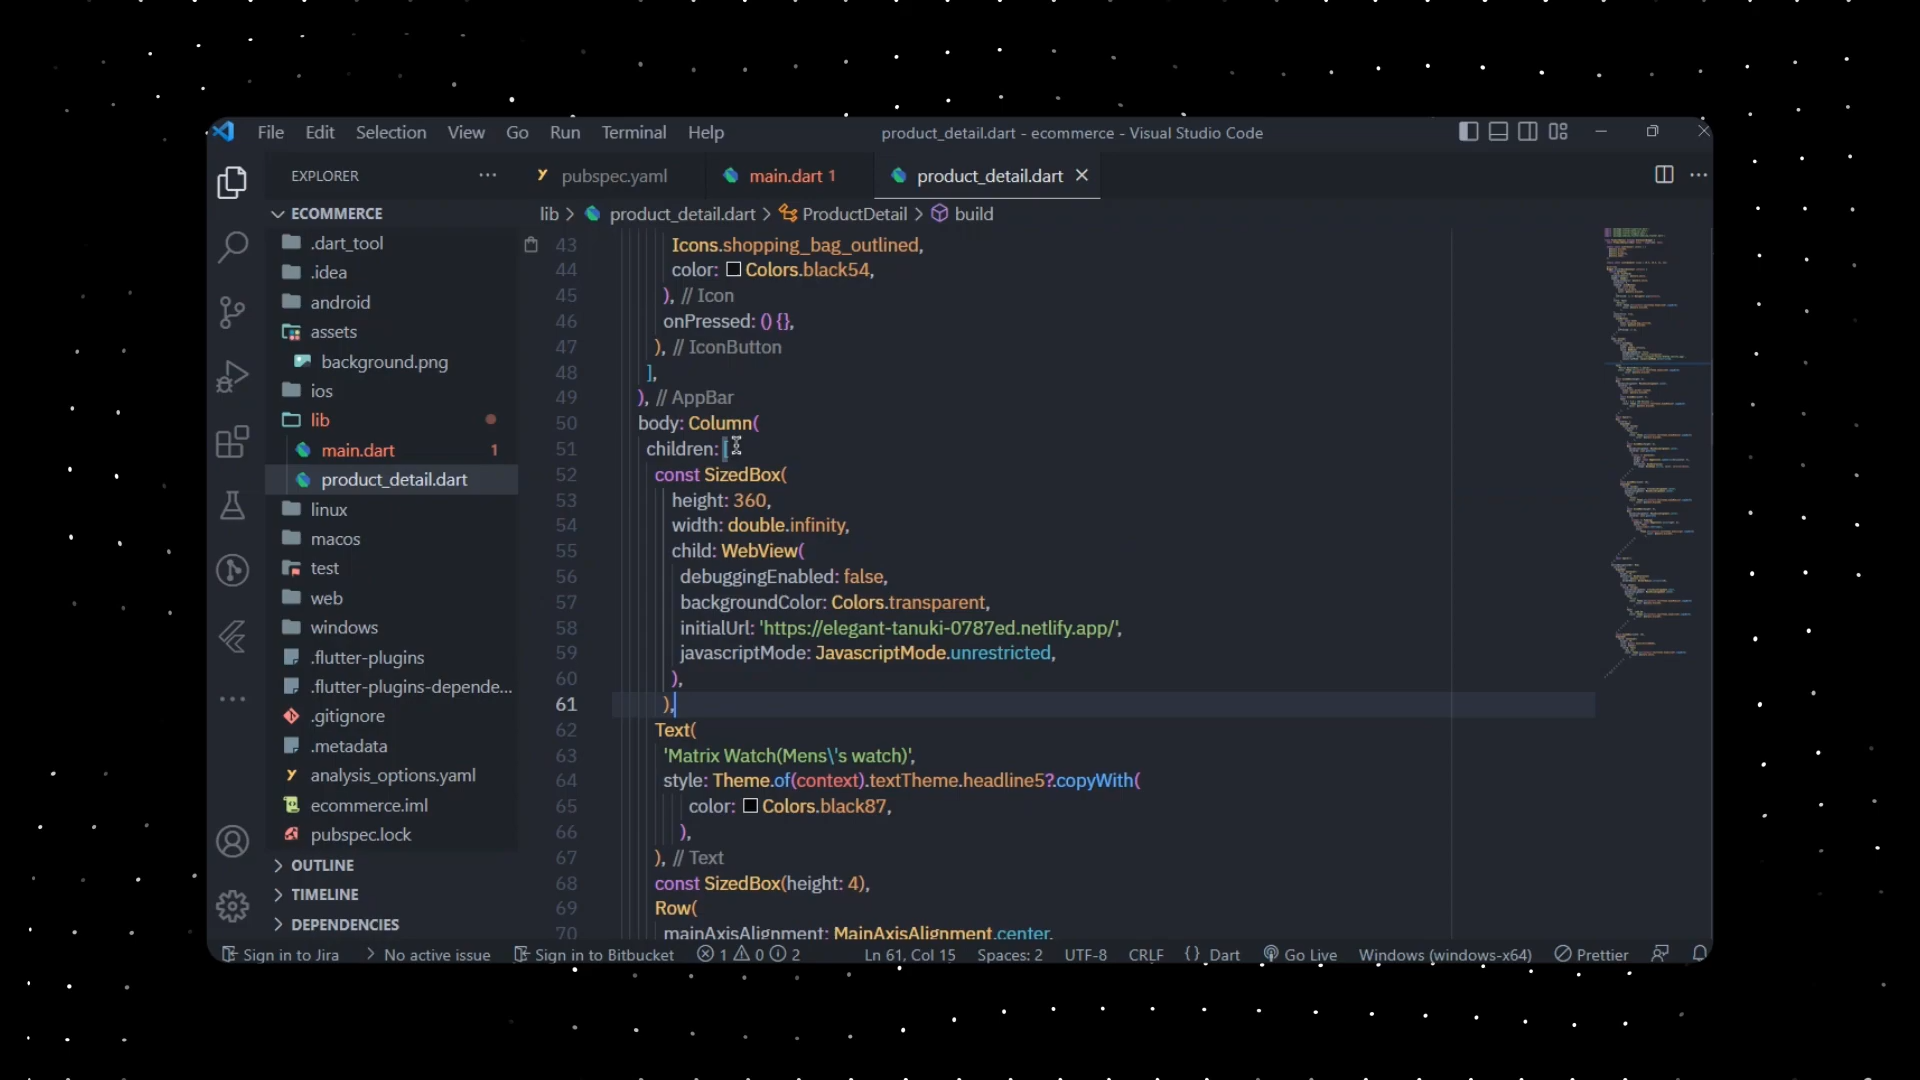 File Edit Selection View Go Run Terminal Help
product_detail.dart - ecommerce - Visual Studio Code
EXPLORER
pubspec.yaml
main.dart 1
product_detail.dart
ECOMMERCE
lib > product_detail.dart > ProductDetail > build
.dart_tool
.idea
android
assets
background.png
ios
lib
main.dart 1
product_detail.dart
linux
macos
test
web
windows
.flutter-plugins
.flutter-plugins-depende...
.gitignore
.metadata
analysis_options.yaml
ecommerce.iml
pubspec.lock
OUTLINE
TIMELINE
DEPENDENCIES
43 Icons.shopping_bag_outlined,
44 color: Colors.black54,
45 ), // Icon
46 onPressed: () {},
47 ), // IconButton
48 ],
49 ), // AppBar
50 body: Column(
51 children: [
52 const SizedBox(
53 height: 360,
54 width: double.infinity,
55 child: WebView(
56 debuggingEnabled: false,
57 backgroundColor: Colors.transparent,
58 initialUrl: 'https://elegant-tanuki-0787ed.netlify.app/',
59 javascriptMode: JavascriptMode.unrestricted,
60 ),
61 ),
62 Text(
63 'Matrix Watch(Mens\'s watch)',
64 style: Theme.of(context).textTheme.headline5?.copyWith(
65 color: Colors.black87,
66 ),
67 ), // Text
68 const SizedBox(height: 4),
69 Row(
70 mainAxisAlignment: MainAxisAlignment.center,
Sign in to Jira > No active issue Sign in to Bitbucket 1 0 2 Ln 61, Col 15 Spaces: 2 UTF-8 CRLF {} Dart Go Live Windows (windows-x64) Prettier